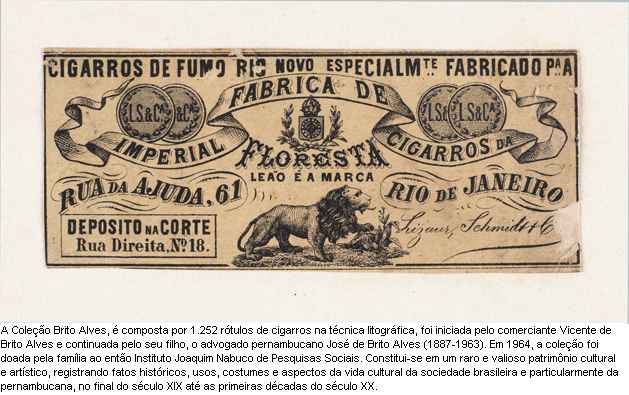 CIGARROS DE FUMO RIO NOVO ESPECIALMTE. FABRICADO PA. A
FABRICA DE
L.S.&CA. &CA.
L.S.& L.S.&CA.
IMPERIAL
CIGARROS DA
FLORESTA
LEAO É A MARCA
RUA DA AJUDA, 61
RIO DE JANEIRO
DEPOSITO NA CORTE
Rua Direita, No. 18.
Schmidt & C
A Coleção Brito Alves, é composta por 1.252 rótulos de cigarros na técnica litográfica, foi iniciada pelo comerciante Vicente de
Brito Alves e continuada pelo seu filho, o advogado pernambucano José de Brito Alves (1887-1963). Em 1964, a coleção foi
doada pela família ao então Instituto Joaquim Nabuco de Pesquisas Sociais. Constitui-se em um raro e valioso patrimônio cultural
e artístico, registrando fatos históricos, usos, costumes e aspectos da vida cultural da sociedade brasileira e particularmente da
pernambucana, no final do século XIX até as primeiras décadas do século XX.